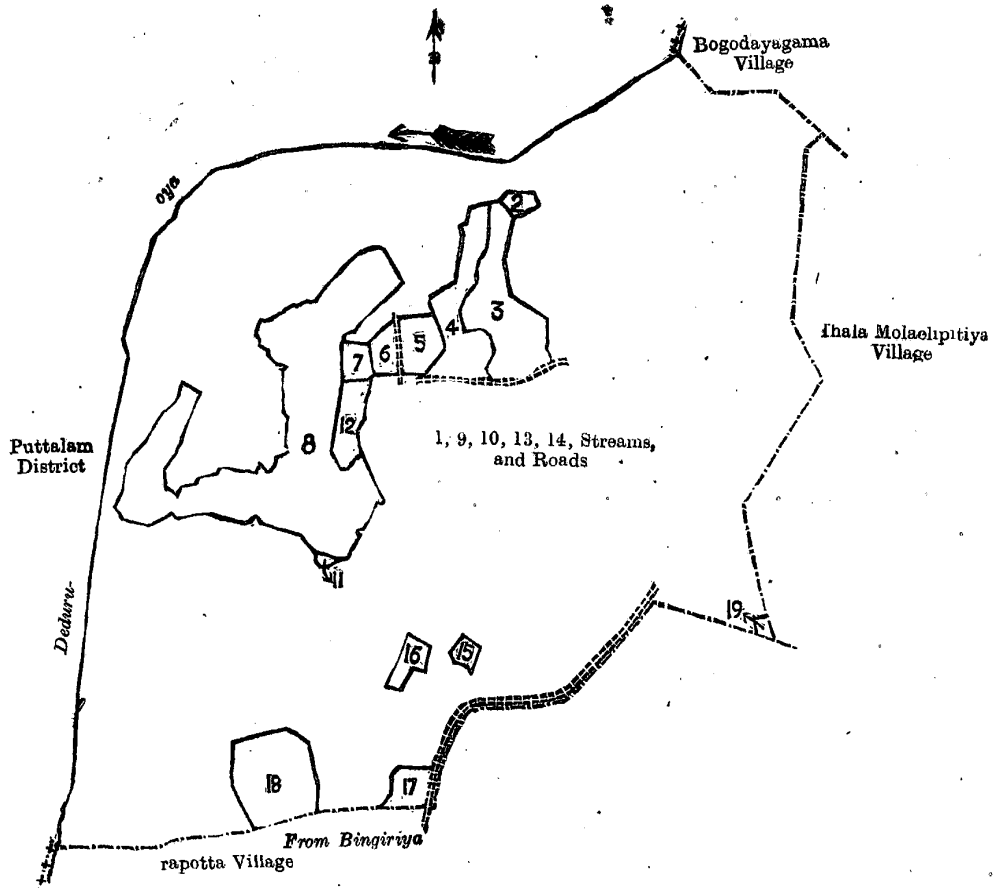 Bogodayagama
Village
oya
2
3
4
5
6
7
Ihala Molaehpitiya
Village
12
8
Puttalam
District
1, 9, 10, 13, 14, Streams,
and Roads
11
Deduru-
19
16
15
18
17
From Bingiriya
rapotta Village